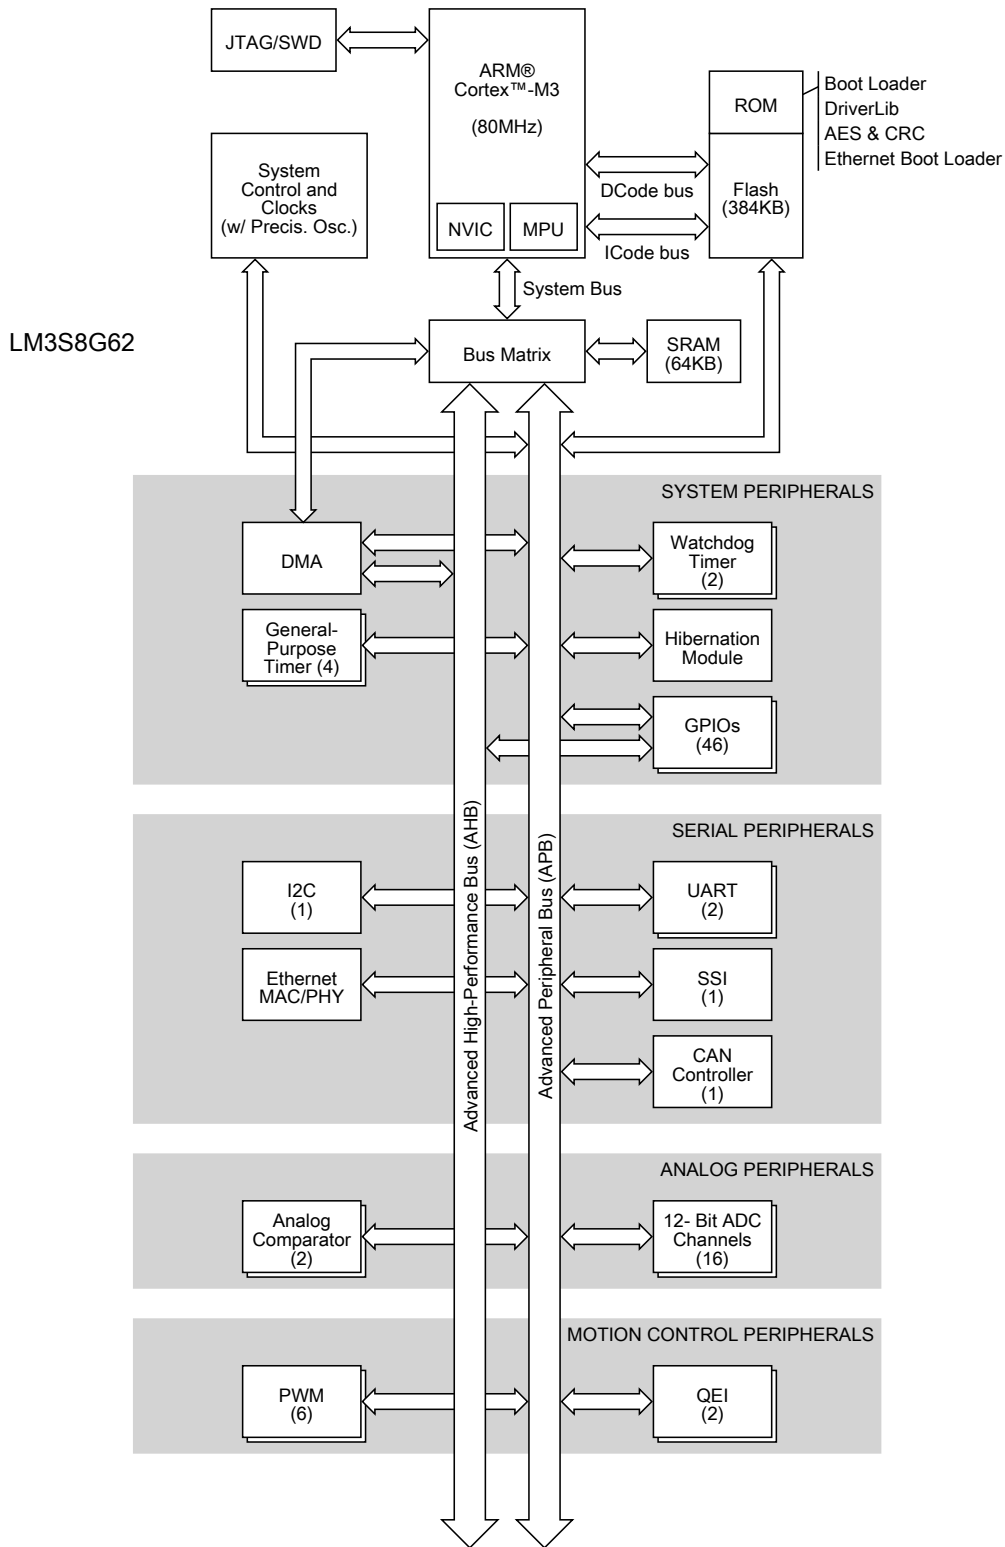 JTAG/SWD
ARM®
Cortex™-M3
(80MHz)
NVIC
MPU
System
Control and
Clocks
(w/ Precis. Osc.)
ROM
Flash
(384KB)
Boot Loader
DriverLib
AES & CRC
Ethernet Boot Loader
DCode bus
ICode bus
System Bus
LM3S8G62
Bus Matrix
SRAM
(64KB)
SYSTEM PERIPHERALS
DMA
Watchdog
Timer
(2)
General-
Purpose
Timer (4)
Hibernation
Module
GPIOs
(46)
Advanced High-Performance Bus (AHB)
Advanced Peripheral Bus (APB)
SERIAL PERIPHERALS
I2C
(1)
UART
(2)
Ethernet
MAC/PHY
SSI
(1)
CAN
Controller
(1)
ANALOG PERIPHERALS
Analog
Comparator
(2)
12- Bit ADC
Channels
(16)
MOTION CONTROL PERIPHERALS
PWM
(6)
QEI
(2)